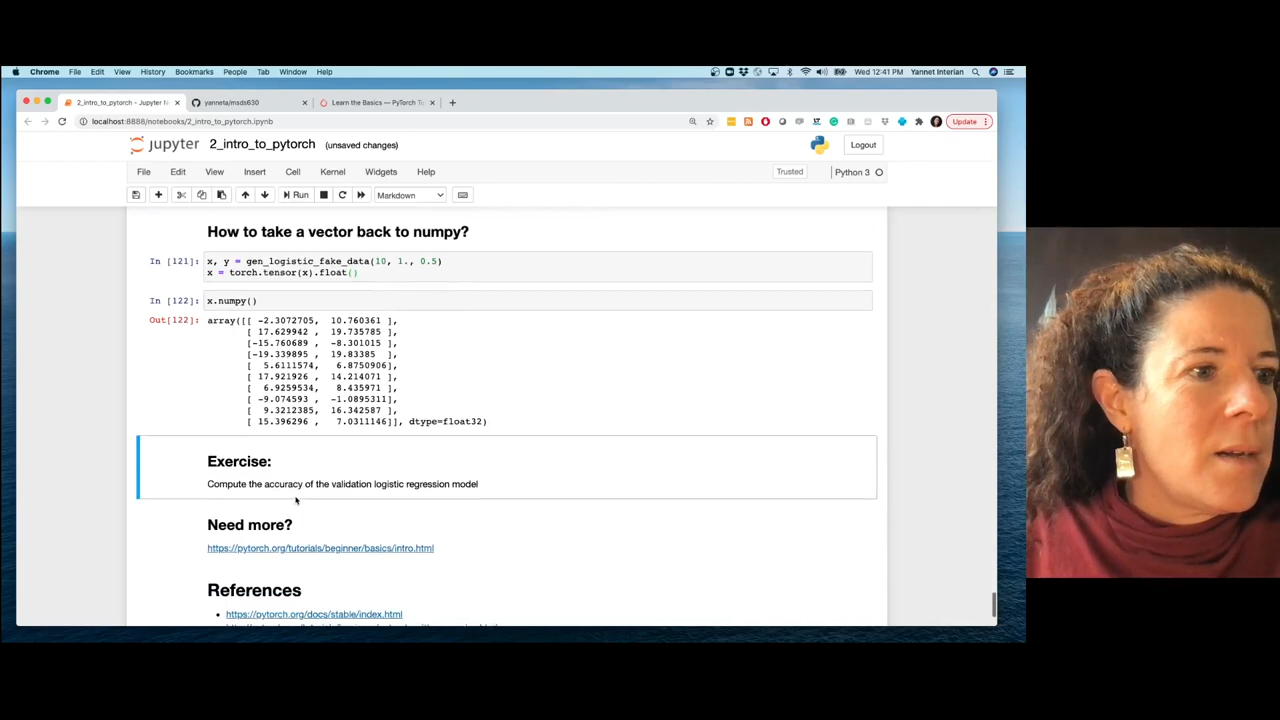 Chrome File Edit View History Bookmarks People Tab Window Help Wed 12:41 PM Yannet Interian
2_intro_to_pytorch - Jupyter N yanneta/msds630 Learn the Basics — PyTorch Tu
localhost:8888/notebooks/2_intro_to_pytorch.ipynb Update
jupyter 2_intro_to_pytorch (unsaved changes) Logout
File Edit View Insert Cell Kernel Widgets Help Trusted Python 3
Run Markdown
How to take a vector back to numpy?
In [121]: x, y = gen_logistic_fake_data(10, 1., 0.5)
x = torch.tensor(x).float()
In [122]: x.numpy()
Out[122]: array([[ -2.3072705, 10.760361 ],
[ 17.629942 , 19.735785 ],
[-15.760689 , -8.301015 ],
[-19.339895 , 19.83385 ],
[ 5.6111574, 6.8750906],
[ 17.921926 , 14.214071 ],
[ 6.9259534, 8.435971 ],
[ -9.074593 , -1.0895311],
[ 9.3212385, 16.342587 ],
[ 15.396296 , 7.0311146]], dtype=float32)
Exercise:
Compute the accuracy of the validation logistic regression model
Need more?
https://pytorch.org/tutorials/beginner/basics/intro.html
References
https://pytorch.org/docs/stable/index.html